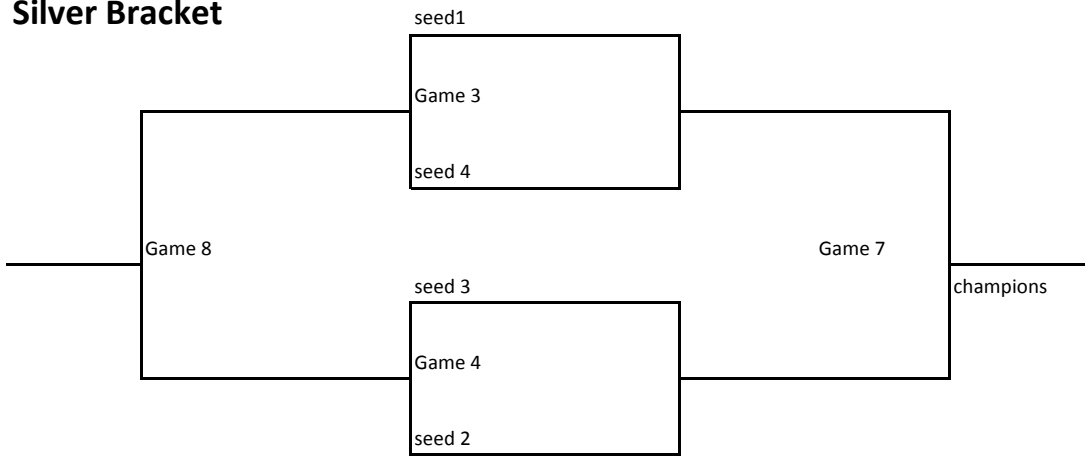 Silver Bracket
seed1
Game 3
seed 4
Game 8
Game 7
seed 3
champions
Game 4
seed 2